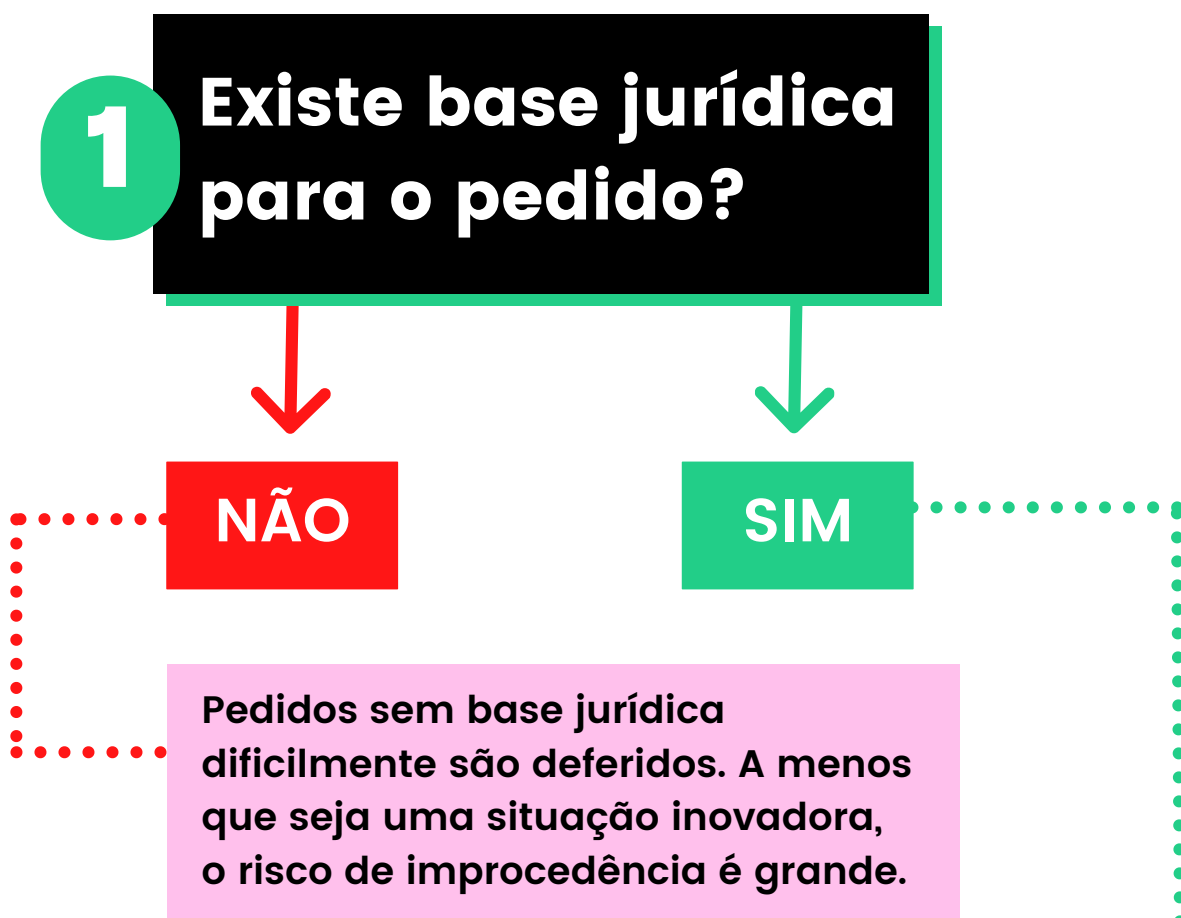 1
Existe base jurídica
para o pedido?
NÃO
SIM
Pedidos sem base jurídica
dificilmente são deferidos. A menos
que seja uma situação inovadora,
o risco de improcedência é grande.